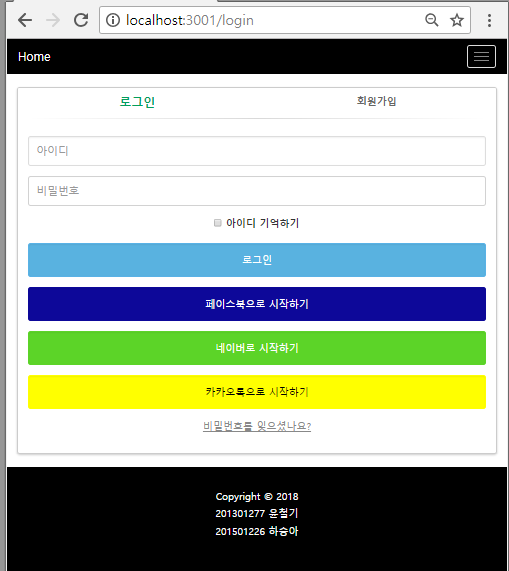 localhost:3001/login
Home
로그인 회원가입
아이디
비밀번호
아이디 기억하기
로그인
페이스북으로 시작하기
네이버로 시작하기
카카오톡으로 시작하기
비밀번호를 잊으셨나요?
Copyright © 2018
201301277 윤철기
201501226 하승아